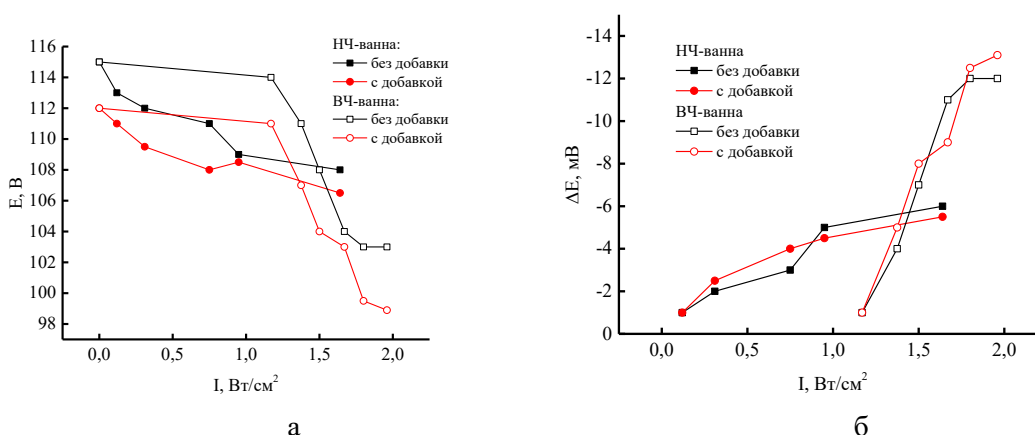 116
114
112
110
108
106
104
102
100
98
E, В
0,0
0,5
1,0
1,5
2,0
I, Вт/см²
НЧ-ванна:
без добавки
с добавкой
ВЧ-ванна:
без добавки
с добавкой
а
-14
-12
-10
-8
-6
-4
-2
0
ΔE, мВ
0,0
0,5
1,0
1,5
2,0
I, Вт/см²
НЧ-ванна
без добавки
с добавкой
ВЧ-ванна
без добавки
с добавкой
б